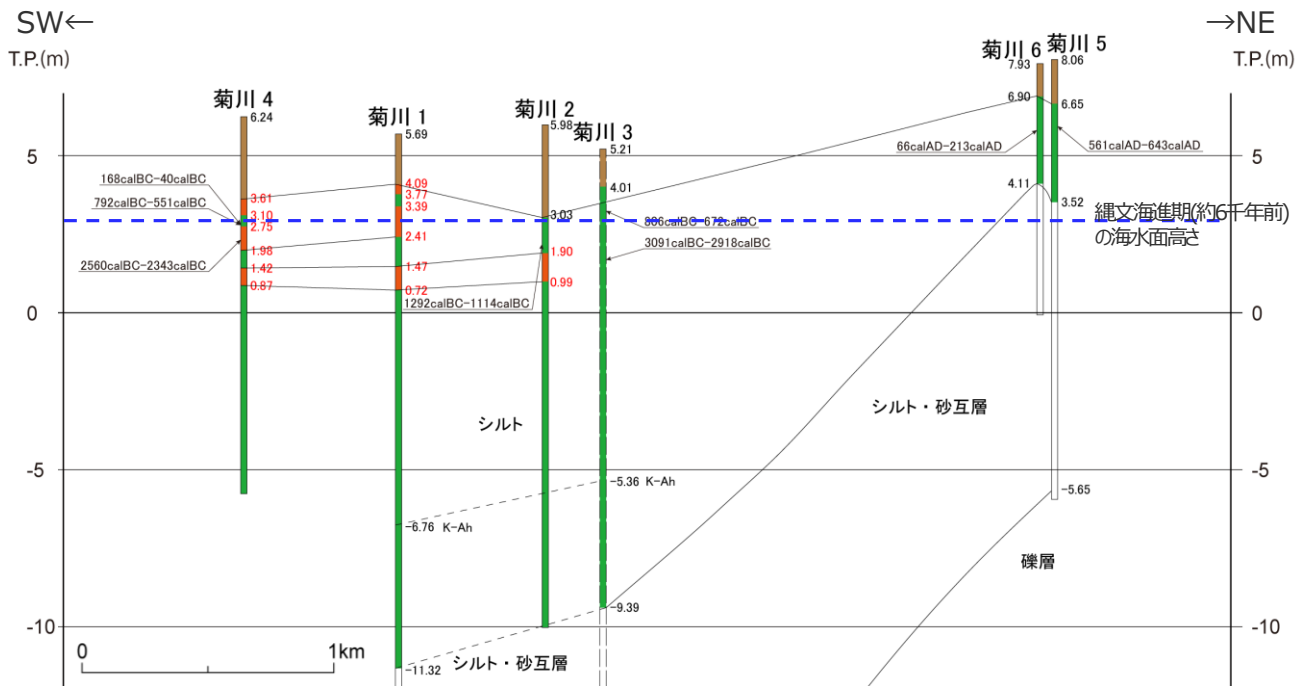 SW←
→NE
T.P.(m)
T.P.(m)
菊川 4
6.24
菊川 1
5.69
菊川 2
5.98
菊川 3
5.21
菊川 6
7.93
菊川 5
8.06
6.90
6.65
5
5
66calAD-213calAD
561calAD-643calAD
168calBC-40calBC
792calBC-551calBC
3.61
3.10
2.75
1.98
1.42
0.87
4.09
3.77
3.39
2.41
1.47
0.72
3.03
1.90
0.99
4.01
806calBC-672calBC
3091calBC-2918calBC
4.11
3.52
縄文海進期(約6千年前)
の海水面高さ
2560calBC-2343calBC
1292calBC-1114calBC
0
0
シルト
シルト・砂互層
-5
-5
-5.36 K-Ah
-5.65
-6.76 K-Ah
礫層
-9.39
-10
-10
0
1km
-11.32
シルト・砂互層